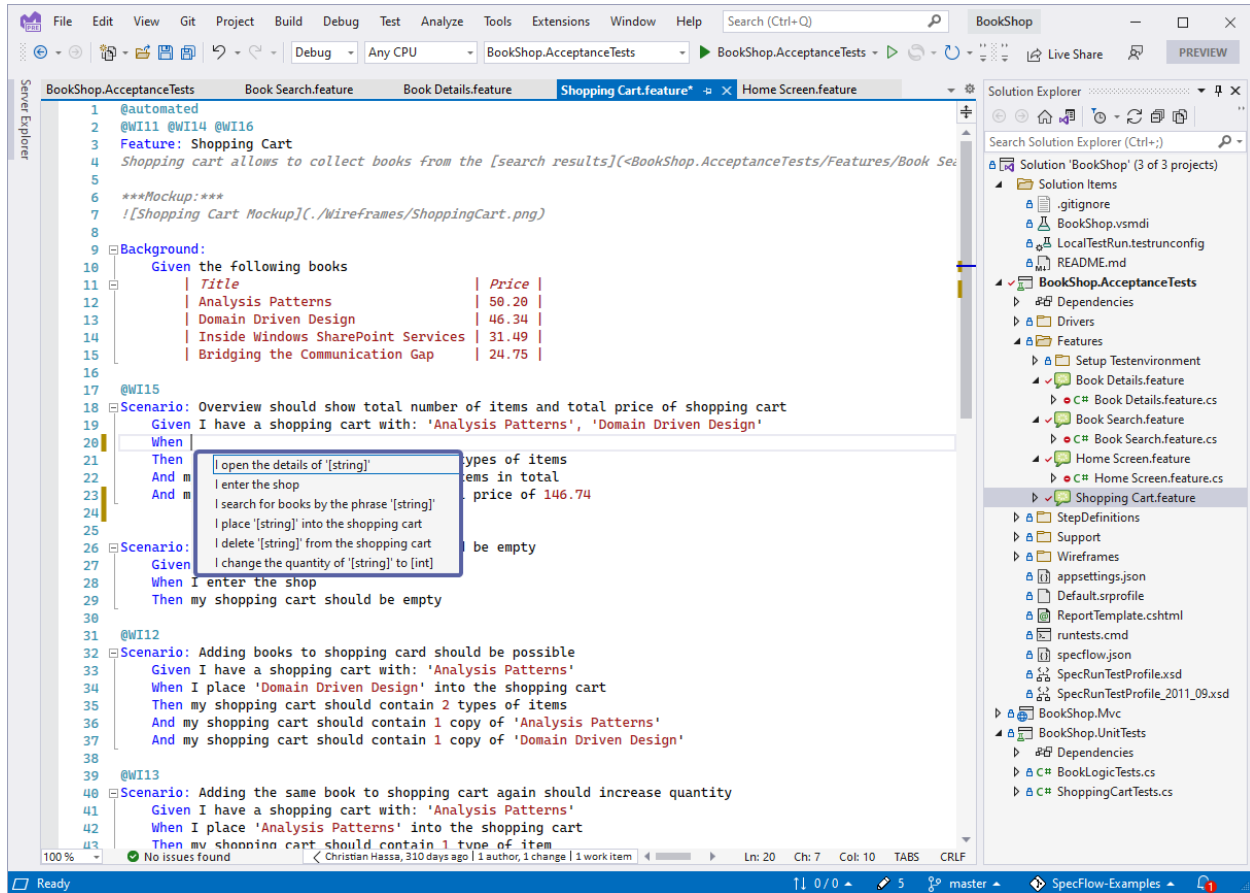 File Edit View Git Project Build Debug Test Analyze Tools Extensions Window Help Search (Ctrl+Q) BookShop
Debug Any CPU BookShop.AcceptanceTests BookShop.AcceptanceTests Live Share PREVIEW
Server Explorer
BookShop.AcceptanceTests Book Search.feature Book Details.feature Shopping Cart.feature* Home Screen.feature
1 @automated
2 @WI11 @WI14 @WI16
3 Feature: Shopping Cart
4 Shopping cart allows to collect books from the [search results](<BookShop.AcceptanceTests/Features/Book Sea
5
6 ***Mockup:***
7 ![Shopping Cart Mockup](./Wireframes/ShoppingCart.png)
8
9 Background:
10 Given the following books
11 | Title | Price |
12 | Analysis Patterns | 50.20 |
13 | Domain Driven Design | 46.34 |
14 | Inside Windows SharePoint Services | 31.49 |
15 | Bridging the Communication Gap | 24.75 |
16
17 @WI15
18 Scenario: Overview should show total number of items and total price of shopping cart
19 Given I have a shopping cart with: 'Analysis Patterns', 'Domain Driven Design'
20 When
21 Then ypes of items
22 And m ems in total
23 And m price of 146.74
24
25
26 Scenario: be empty
27 Given
28 When I enter the shop
29 Then my shopping cart should be empty
30
31 @WI12
32 Scenario: Adding books to shopping card should be possible
33 Given I have a shopping cart with: 'Analysis Patterns'
34 When I place 'Domain Driven Design' into the shopping cart
35 Then my shopping cart should contain 2 types of items
36 And my shopping cart should contain 1 copy of 'Analysis Patterns'
37 And my shopping cart should contain 1 copy of 'Domain Driven Design'
38
39 @WI13
40 Scenario: Adding the same book to shopping cart again should increase quantity
41 Given I have a shopping cart with: 'Analysis Patterns'
42 When I place 'Analysis Patterns' into the shopping cart
43 Then my shopping cart should contain 1 type of item
I open the details of '[string]'
I enter the shop
I search for books by the phrase '[string]'
I place '[string]' into the shopping cart
I delete '[string]' from the shopping cart
I change the quantity of '[string]' to [int]
100 % No issues found Christian Hassa, 310 days ago | 1 author, 1 change | 1 work item Ln: 20 Ch: 7 Col: 10 TABS CRLF
Solution Explorer
Search Solution Explorer (Ctrl+;)
Solution 'BookShop' (3 of 3 projects)
Solution Items
.gitignore
BookShop.vsmdi
LocalTestRun.testrunconfig
README.md
BookShop.AcceptanceTests
Dependencies
Drivers
Features
Setup Testenvironment
Book Details.feature
C# Book Details.feature.cs
Book Search.feature
C# Book Search.feature.cs
Home Screen.feature
C# Home Screen.feature.cs
Shopping Cart.feature
StepDefinitions
Support
Wireframes
appsettings.json
Default.srprofile
ReportTemplate.cshtml
runtests.cmd
specflow.json
SpecRunTestProfile.xsd
SpecRunTestProfile_2011_09.xsd
BookShop.Mvc
BookShop.UnitTests
Dependencies
C# BookLogicTests.cs
C# ShoppingCartTests.cs
Ready 0 / 0 5 master SpecFlow-Examples 1